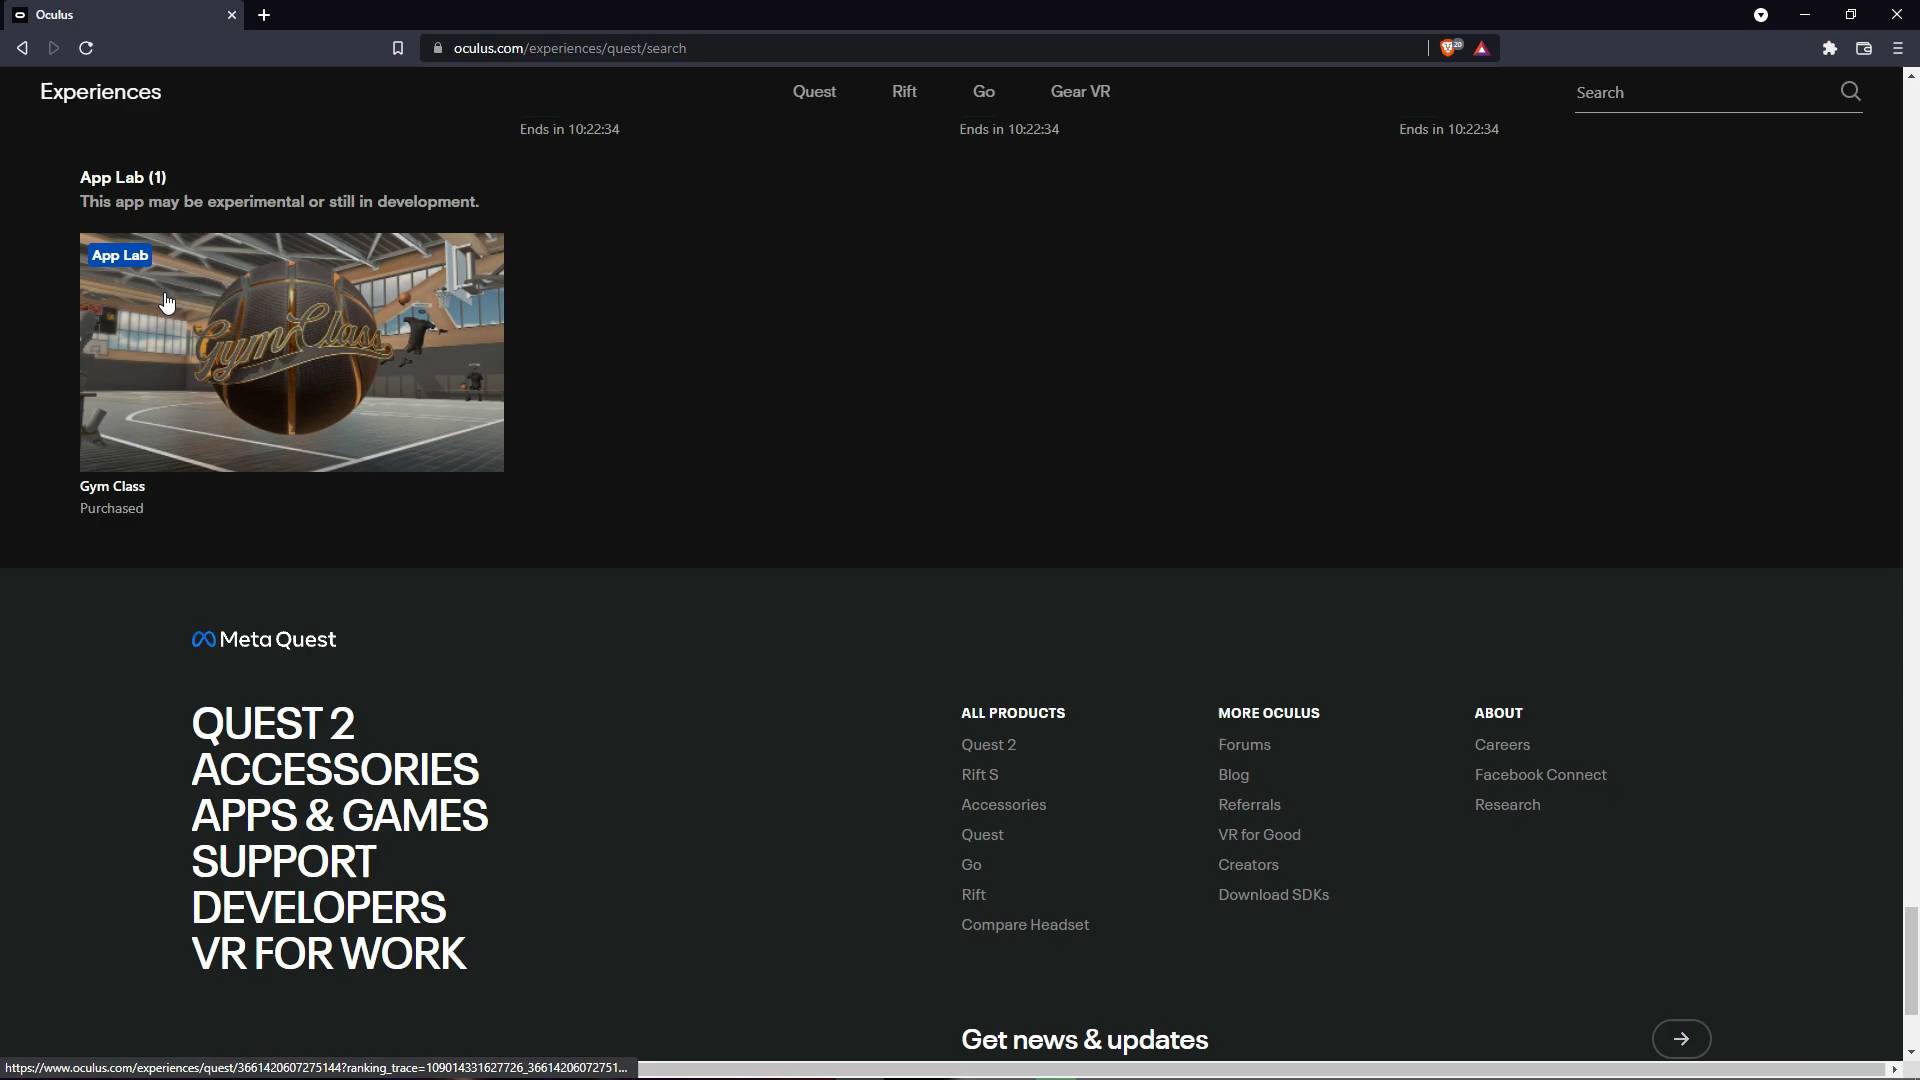 Oculus
oculus.com/experiences/quest/search
20
Experiences
Quest
Rift
Go
Gear VR
Search
Ends in 10:22:34
Ends in 10:22:34
Ends in 10:22:34
App Lab (1)
This app may be experimental or still in development.
App Lab
Gym Class
Gym Class
Purchased
Meta Quest
QUEST 2
ACCESSORIES
APPS & GAMES
SUPPORT
DEVELOPERS
VR FOR WORK
ALL PRODUCTS
Quest 2
Rift S
Accessories
Quest
Go
Rift
Compare Headset
MORE OCULUS
Forums
Blog
Referrals
VR for Good
Creators
Download SDKs
ABOUT
Careers
Facebook Connect
Research
Get news & updates
https://www.oculus.com/experiences/quest/3661420607275144?ranking_trace=109014331627726_36614206072751...